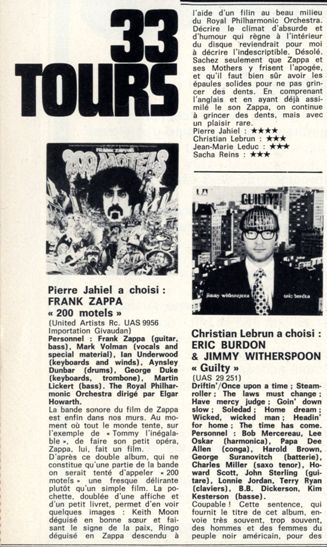 33
TOURS
FRANK ZAPPA'S
200 MOTELS
Pierre Jahiel a choisi :
FRANK ZAPPA
« 200 motels »
(United Artists Rc. UAS 9956
Importation Givaudan)
Personnel : Frank Zappa (guitar,
bass), Mark Volman (vocals and
special material), Ian Underwood
(keyboards and winds), Aynsley
Dunbar (drums), George Duke
(keyboards, trombone), Martin
Lickert (bass). The Royal Philhar-
monic Orchestra dirigé par Elgar
Howarth.
La bande sonore du film de Zappa
est enfin dans nos murs. Au mo-
ment où tout le monde tente, sur
l'exemple de « Tommy l'inégala-
ble », de faire son petit opéra,
Zappa, lui, fait un film.
D'après ce double album, qui ne
constitue qu'une partie de la bande
on serait tenté d'appeler « 200
motels » une fresque délirante
plutôt qu'un simple film. La po-
chette, doublée d'une affiche et
d'un petit livret, permet d'en voir
quelques images : Keith Moon
déguisé en bonne sœur et fai-
sant le signe de la paix, Ringo
déguisé en Zappa descendu à
l'aide d'un filin au beau milieu
du Royal Philharmonic Orchestra.
Décrire le climat d'absurde et
d'humour qui règne à l'intérieur
du disque reviendrait pour moi
à décrire l'indescriptible. Désolé.
Sachez seulement que Zappa et
ses Mothers y frisent l'apogée,
et qu'il faut bien sûr avoir les
épaules solides pour ne pas grin-
cer des dents. En comprenant
l'anglais et en ayant déjà assi-
milé le son Zappa, on continue
à grincer des dents, mais avec
un plaisir rare.
Pierre Jahiel : ★★★★
Christian Lebrun : ★★★
Jean-Marie Leduc : ★★★
Sacha Reins : ★★★
GUILTY!
jimmy witherspoon
eric burdon
Christian Lebrun a choisi :
ERIC BURDON
& JIMMY WITHERSPOON
« Guilty »
(UAS 29 251)
Driftin'/Once upon a time ; Steam-
roller ; The laws must change ;
Have mercy judge ; Goin' down
slow ; Soledad ; Home dream ;
Wicked, wicked man ; Headin'
for home ; The time has come.
Personnel : Bob Mercereau, Lee
Oskar (harmonica), Papa Dee
Allen (conga), Harold Brown,
George Suranovitch (batterie),
Charles Miller (saxo tenor), Ho-
ward Scott, John Sterling (gui-
tare), Lonnie Jordan, Terry Ryan
(claviers), B.B. Dickerson, Kim
Kesterson (basse).
Coupable ! Cette sentence, qui
fournit le titre de cet album, en-
voie très souvent, trop souvent,
des hommes et des femmes du
peuple noir américain, pour des